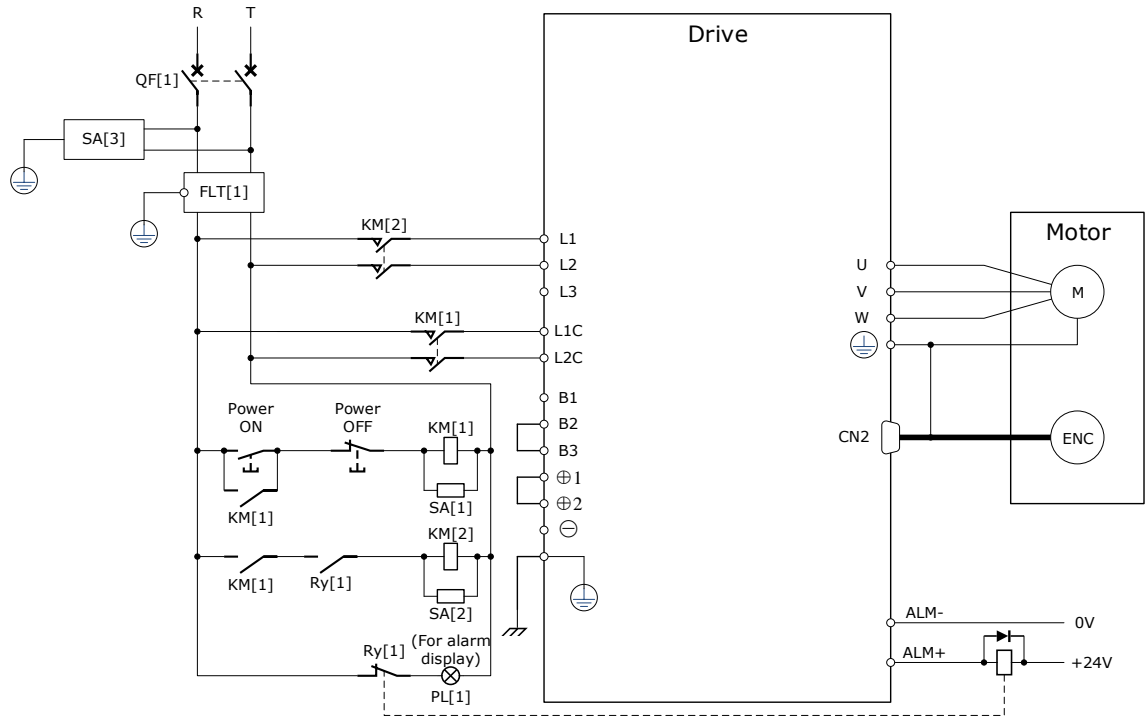 R
T
Drive
QF[1]
SA[3]
FLT[1]
KM[2]
L1
L2
L3
KM[1]
L1C
L2C
Motor
U
V
W
M
Power
ON
Power
OFF
KM[1]
B1
B2
B3
CN2
ENC
KM[1]
SA[1]
⊕1
⊕2
⊖
KM[2]
KM[1]
Ry[1]
SA[2]
ALM-
0V
Ry[1]
(For alarm
display)
PL[1]
ALM+
+24V